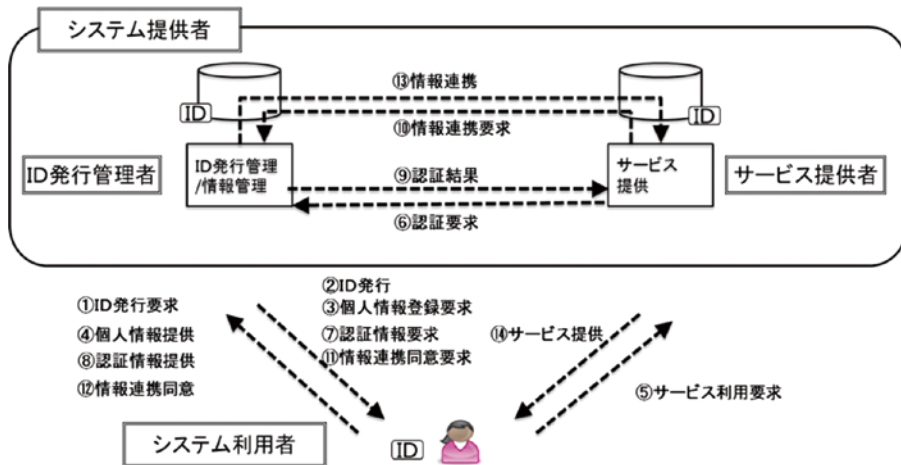 システム提供者
⑬情報連携
ID
ID
⑩情報連携要求
ID発行管理者
ID発行管理
/情報管理
⑨認証結果
サービス
提供
サービス提供者
⑥認証要求
①ID発行要求
④個人情報提供
⑧認証情報提供
⑫情報連携同意
②ID発行
③個人情報登録要求
⑦認証情報要求
⑪情報連携同意要求
⑭サービス提供
⑤サービス利用要求
システム利用者
ID